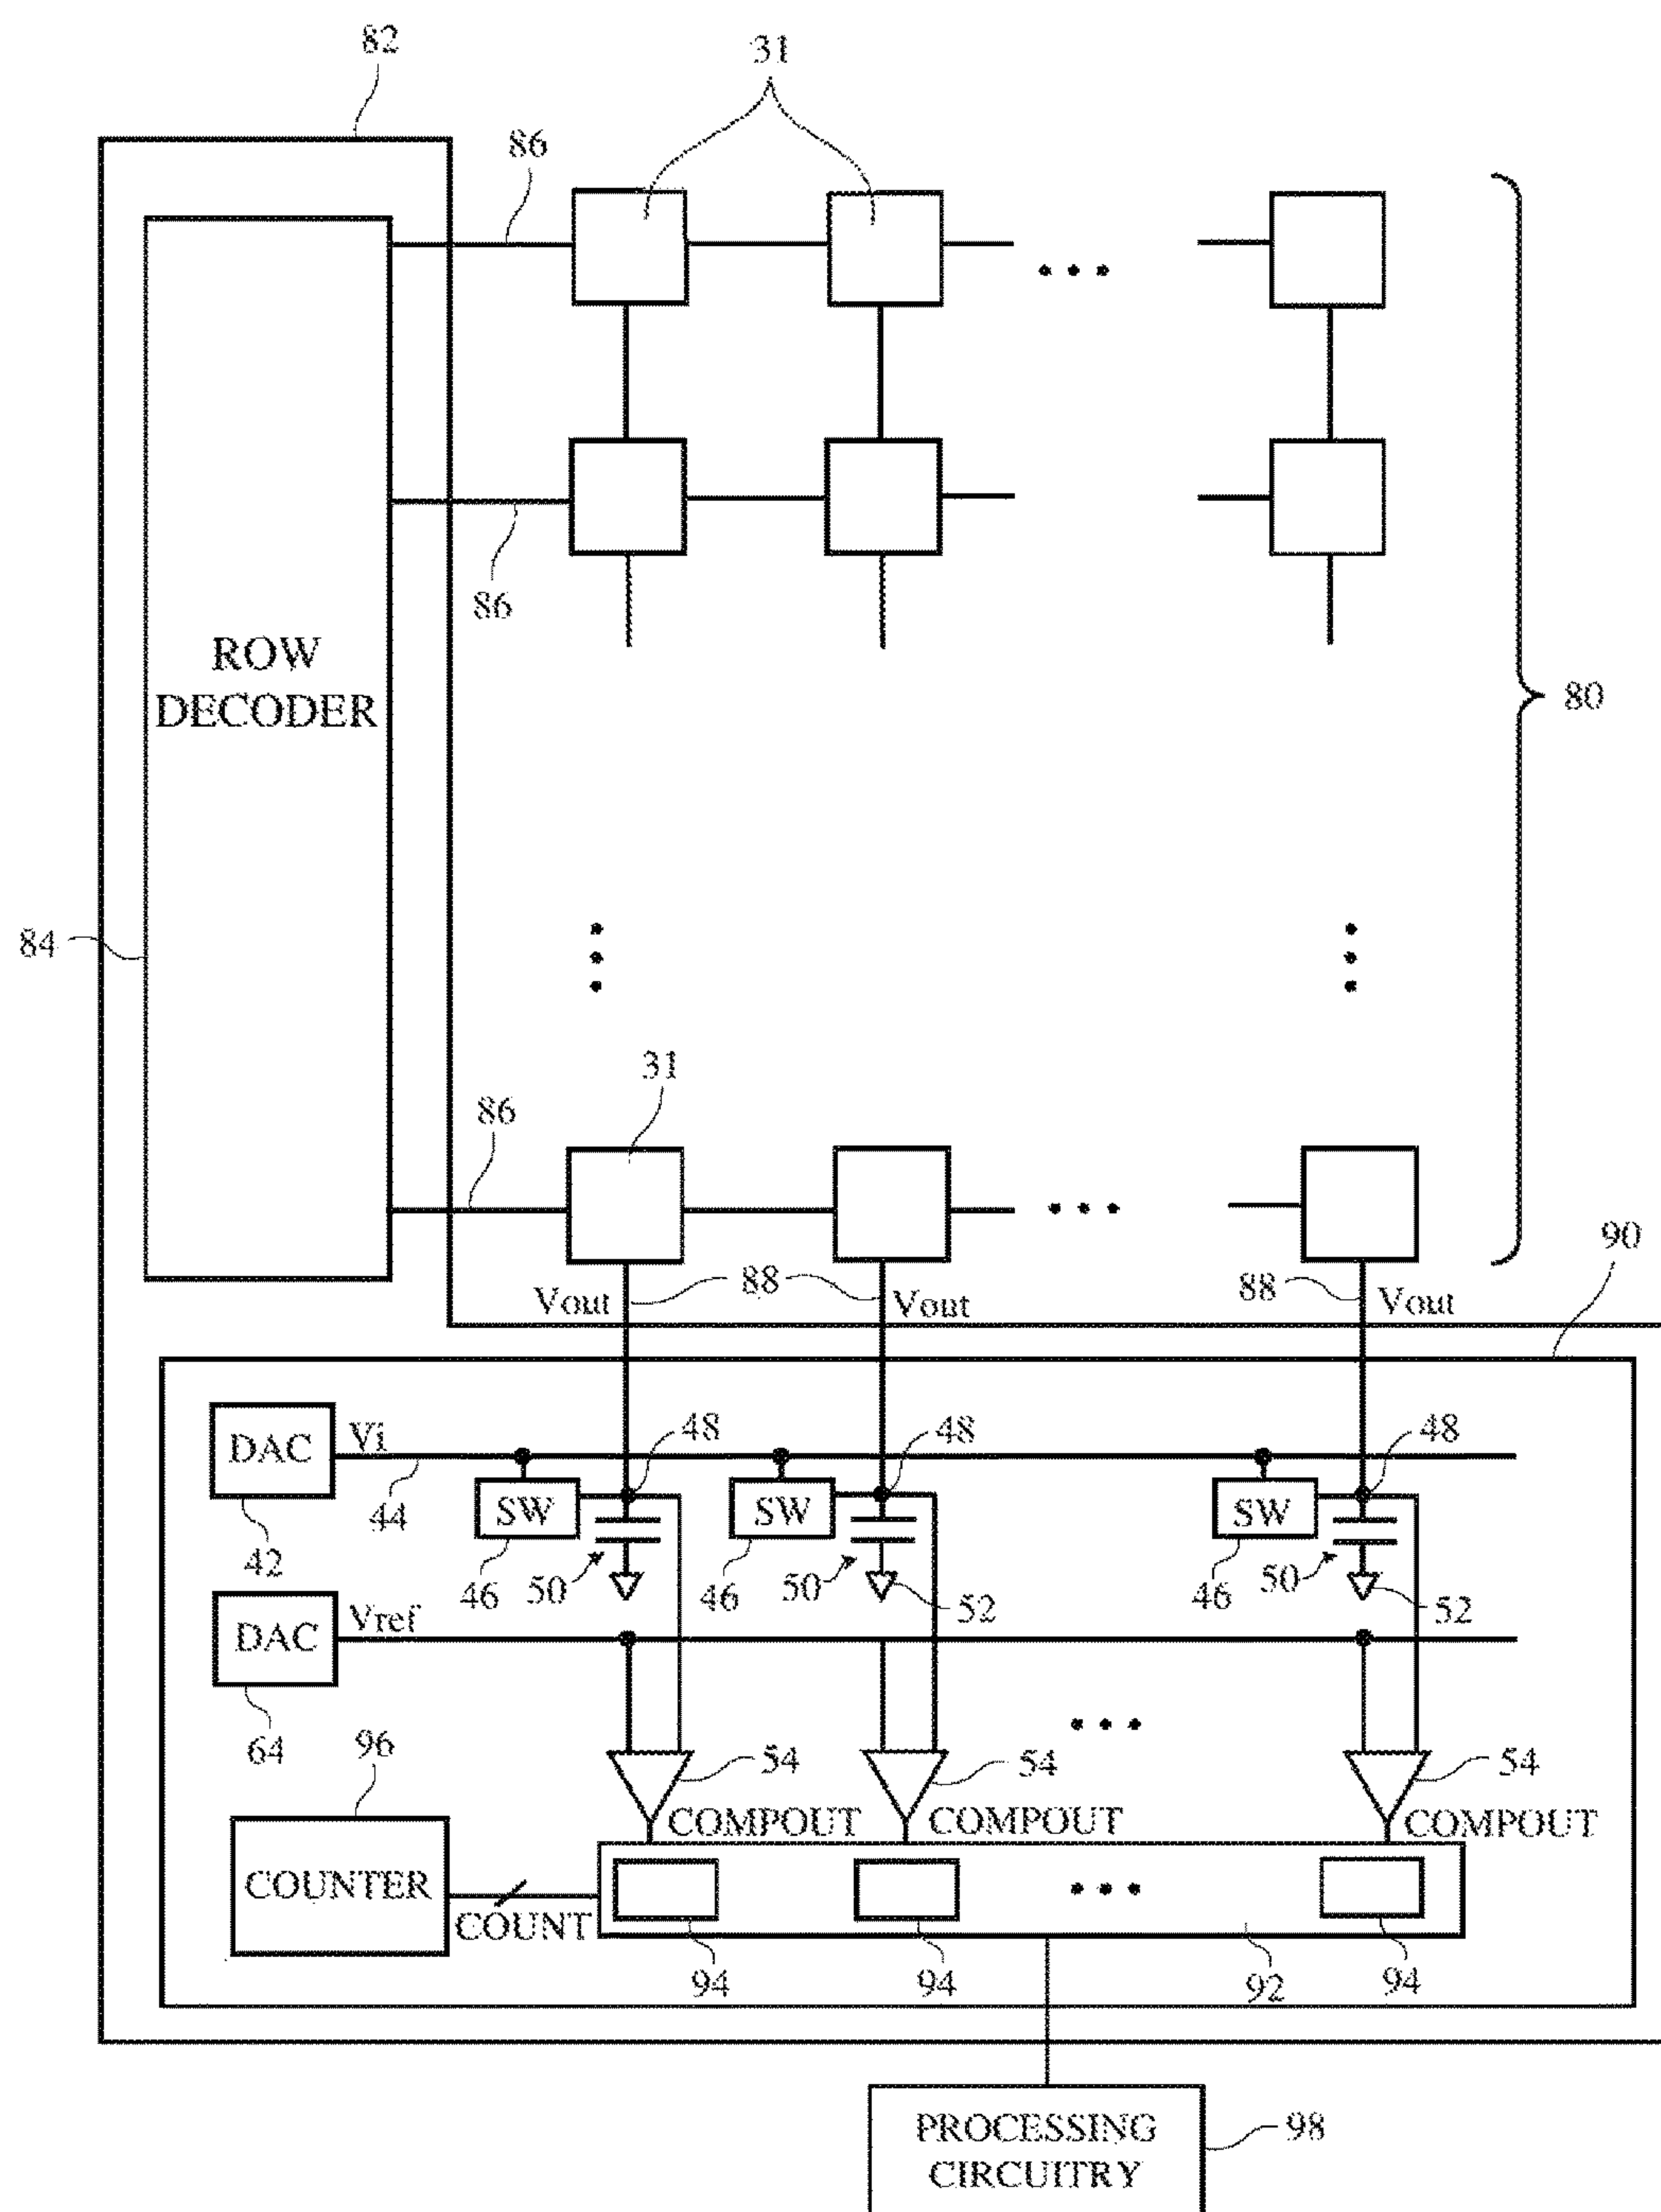 82
31
86
86
ROW
DECODER
80
84
31
86
90
Vout
88
Vout
88
Vout
DAC
Vi
48
48
48
44
SW
SW
SW
42
46
50
46
50
52
46
50
52
DAC
Vref
64
96
54
54
54
COMPOUT
COMPOUT
COMPOUT
COUNTER
COUNT
94
94
92
94
PROCESSING
CIRCUITRY
98